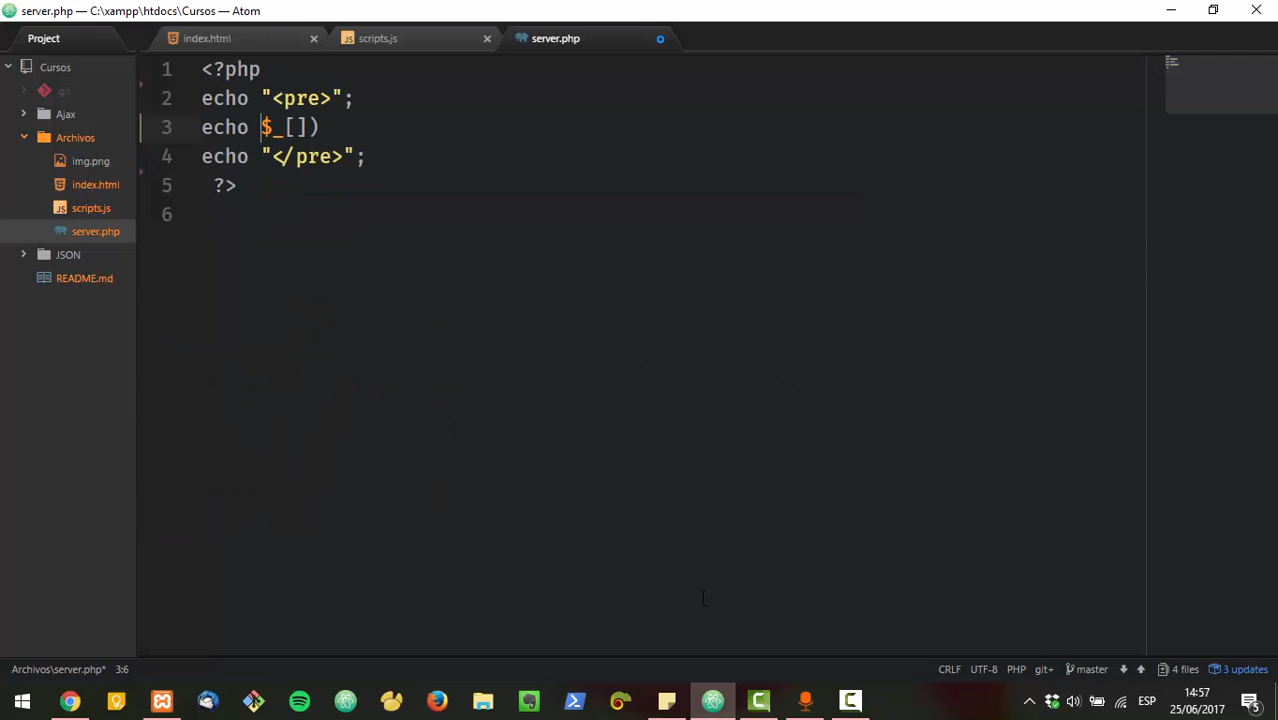 server.php — C:\xampp\htdocs\Cursos — Atom
Project
index.html
scripts.js
server.php
Cursos
.git
Ajax
Archivos
img.png
index.html
scripts.js
server.php
JSON
README.md
1 <?php
2 echo "<pre>";
3 echo $_[])
4 echo "</pre>";
5 ?>
6
Archivos\server.php* 3:6
CRLF UTF-8 PHP git+ master 4 files 3 updates
ESP
14:57
25/06/2017
5